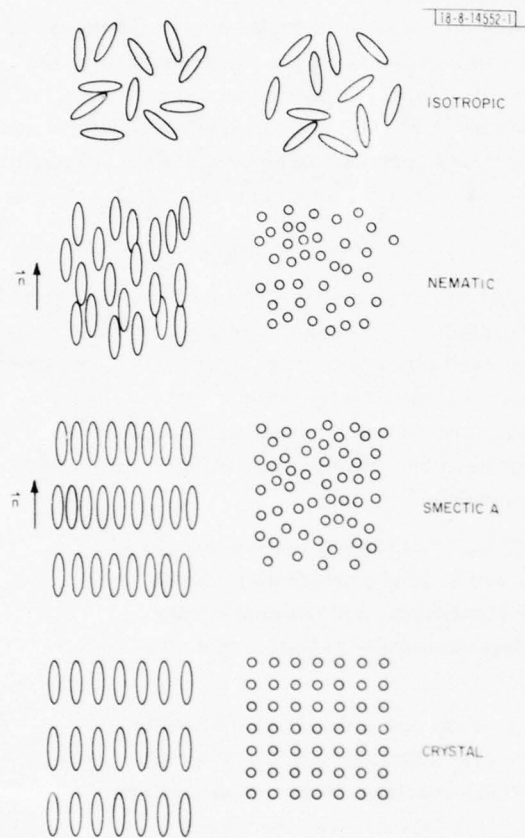 18-8-14552-1
ISOTROPIC
NEMATIC
n
SMECTIC A
n
CRYSTAL